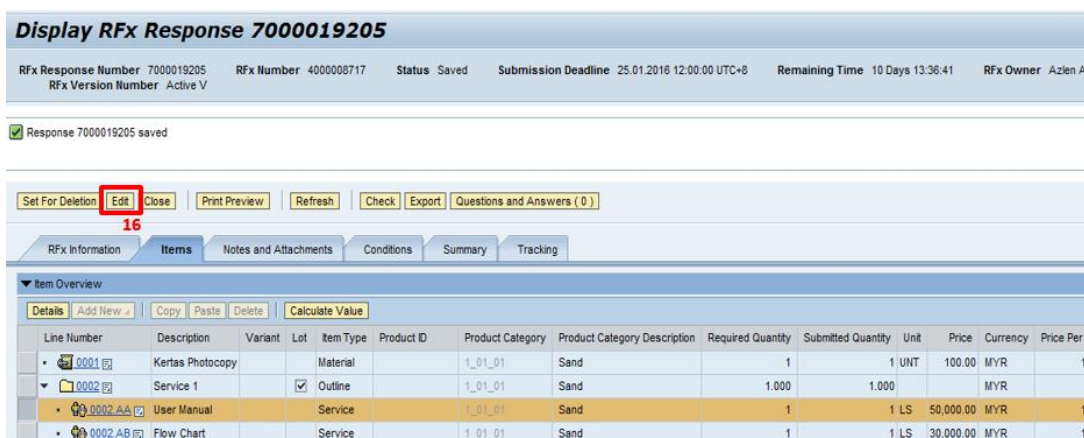 Display RFx Response 7000019205
RFx Response Number 7000019205 RFx Number 4000008717 Status Saved Submission Deadline 25.01.2016 12:00:00 UTC+8 Remaining Time 10 Days 13:36:41 RFx Owner Azlen A
RFx Version Number Active V
Response 7000019205 saved
Set For Deletion Edit Close Print Preview Refresh Check Export Questions and Answers ( 0 )
16
RFx Information Items Notes and Attachments Conditions Summary Tracking
Item Overview
Details Add New Copy Paste Delete Calculate Value
Line Number Description Variant Lot Item Type Product ID Product Category Product Category Description Required Quantity Submitted Quantity Unit Price Currency Price Per
0001 Kertas Photocopy Material 1_01_01 Sand 1 1 UNT 100.00 MYR 1
0002 Service 1 Outline 1_01_01 Sand 1.000 1.000 MYR
0002.AA User Manual Service 1_01_01 Sand 1 1 LS 50,000.00 MYR 1
0002.AB Flow Chart Service 1_01_01 Sand 1 1 LS 30,000.00 MYR 1